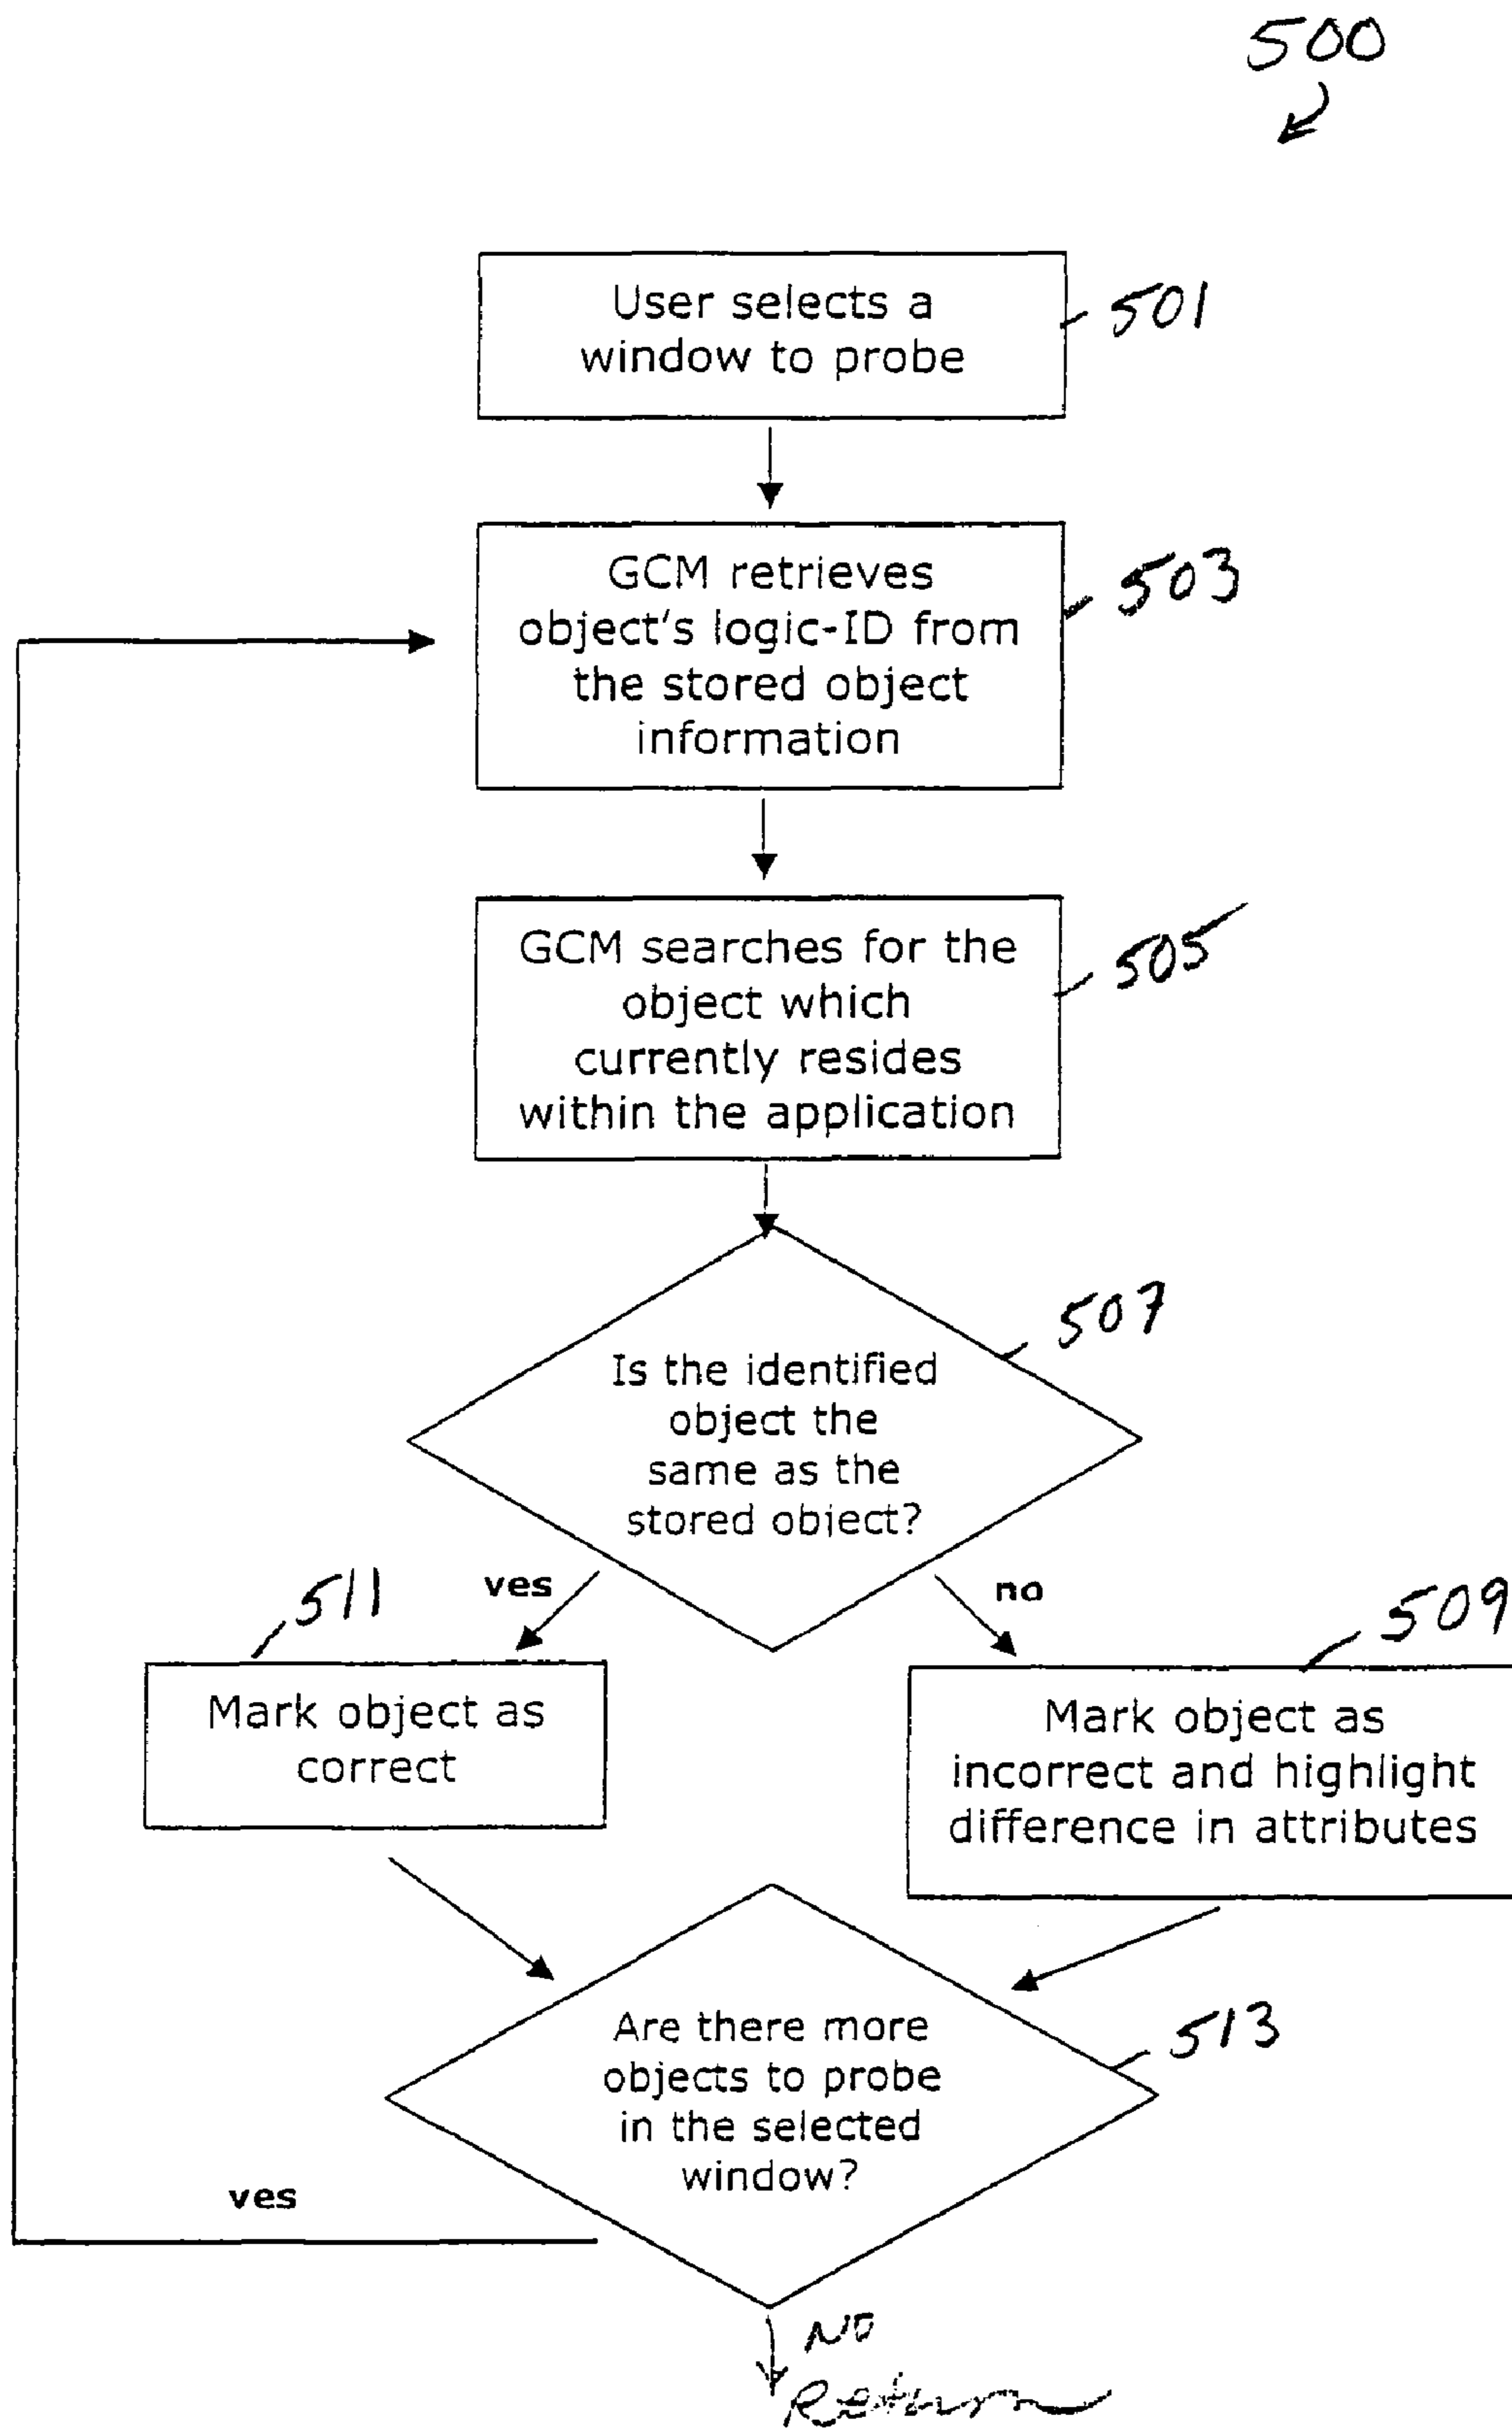 500
User selects a
window to probe
501
GCM retrieves
object's logic-ID from
the stored object
information
503
GCM searches for the
object which
currently resides
within the application
505
Is the identified
object the
same as the
stored object?
507
yes
no
511
509
Mark object as
correct
Mark object as
incorrect and highlight
difference in attributes
Are there more
objects to probe
in the selected
window?
513
yes
NO
Return